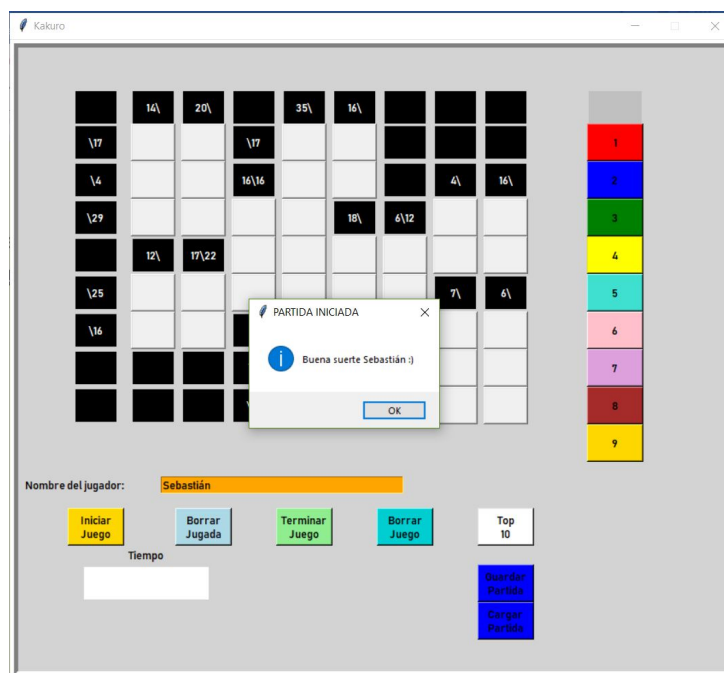 Kakuro
14\ 20\ 35\ 16\
\17 \17 1
\4 16\16 4\ 16\ 2
\29 18\ 6\12 3
12\ 17\22 4
\25 7\ 6\ 5
PARTIDA INICIADA
\16 6
Buena suerte Sebastián :)
7
8
OK
9
Nombre del jugador: Sebastián
Iniciar Juego
Borrar Jugada
Terminar Juego
Borrar Juego
Top 10
Tiempo
Guardar Partida
Cargar Partida